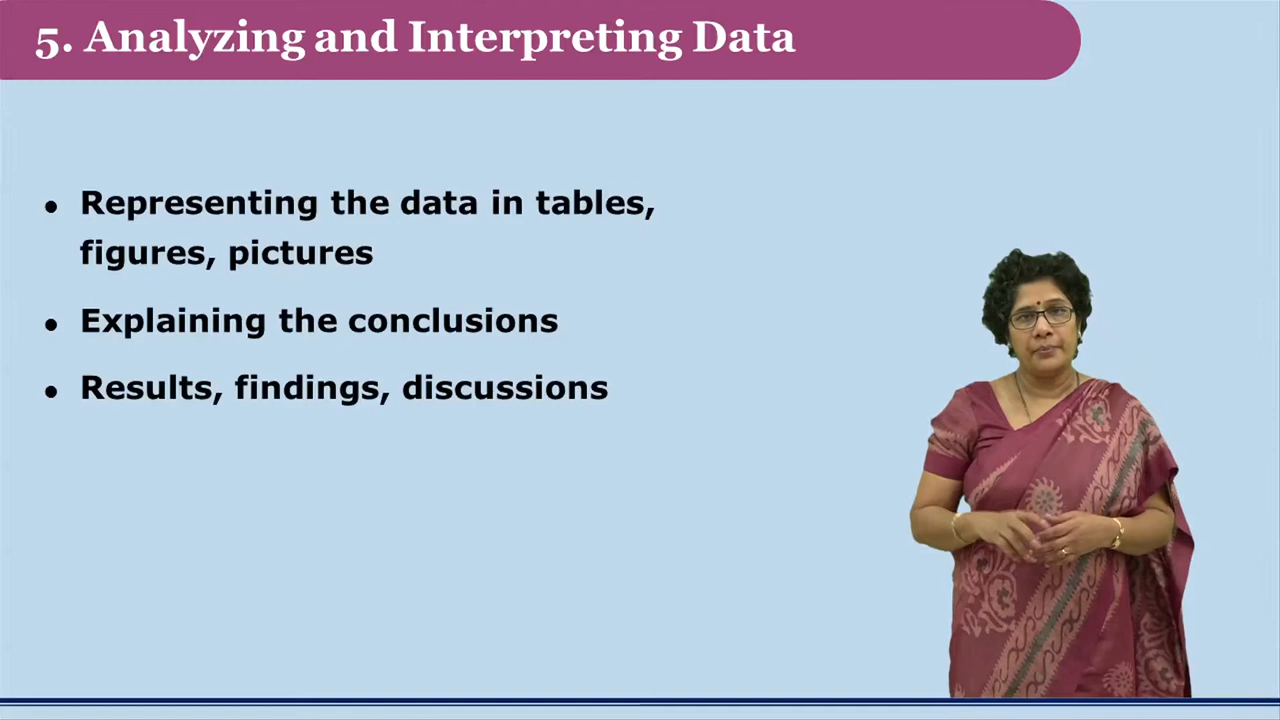 5. Analyzing and Interpreting Data
• Representing the data in tables,
figures, pictures
• Explaining the conclusions
• Results, findings, discussions